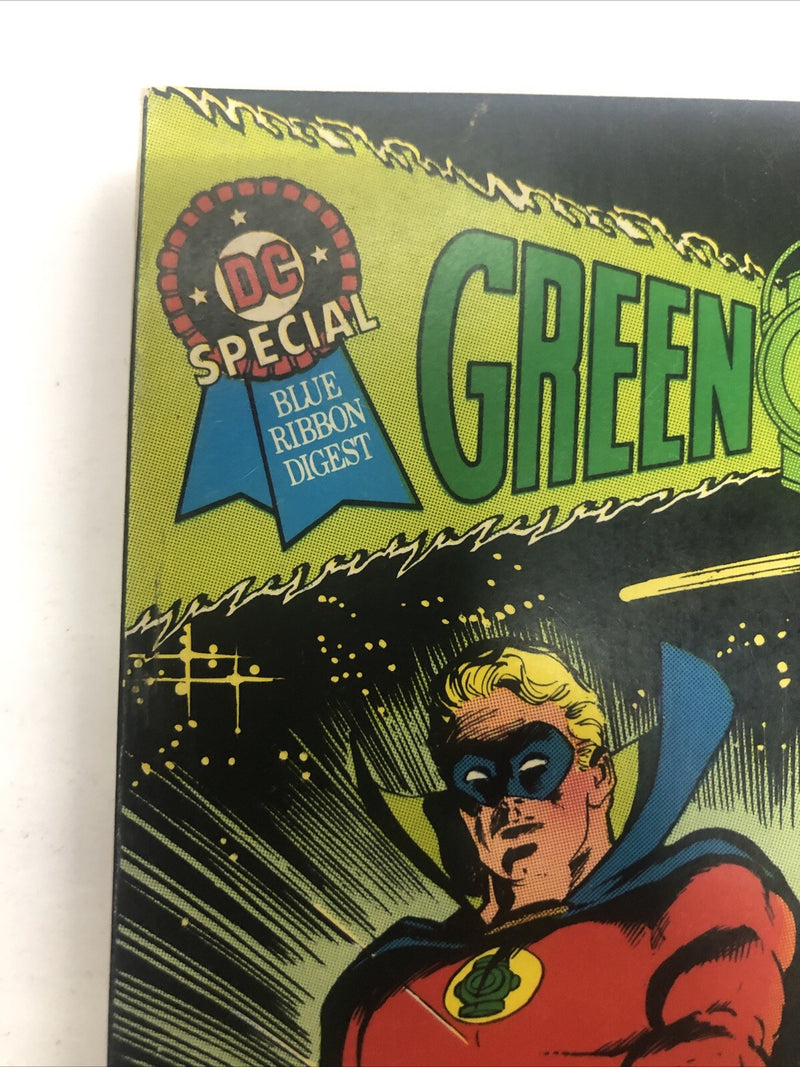 DC
SPECIAL
BLUE
RIBBON
DIGEST
GREEN